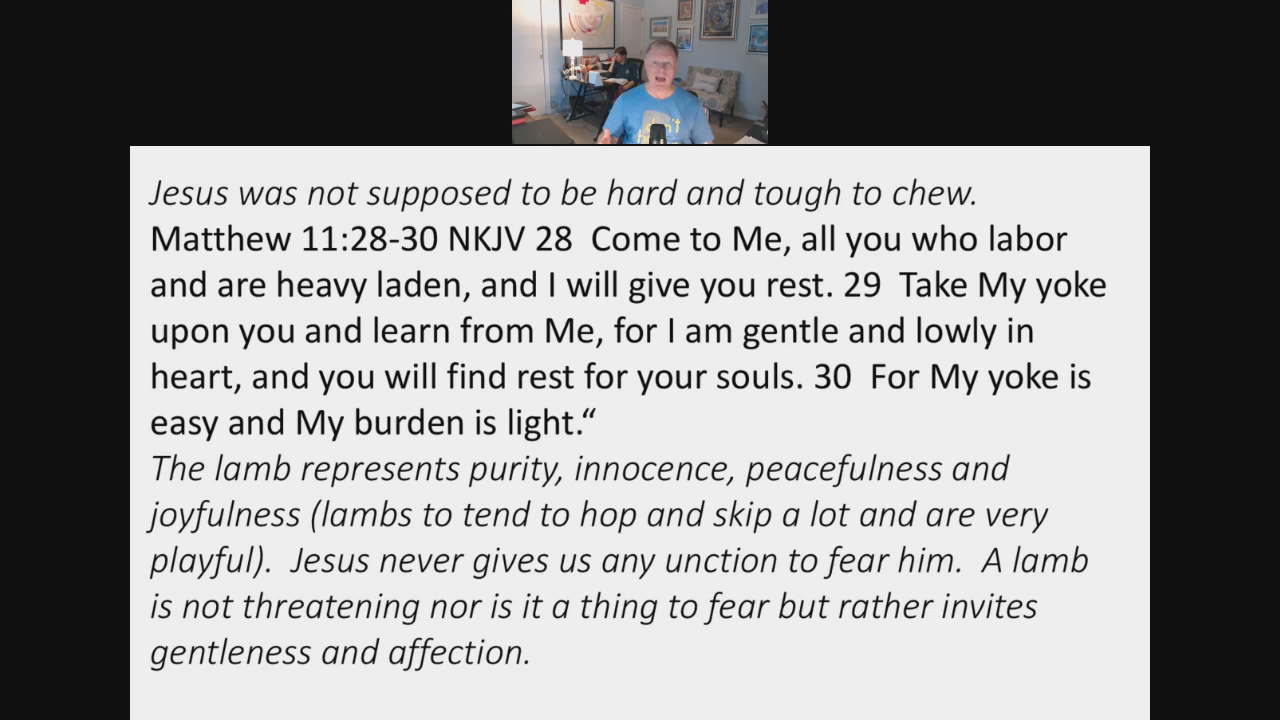 Jesus was not supposed to be hard and tough to chew.
Matthew 11:28-30 NKJV 28  Come to Me, all you who labor
and are heavy laden, and I will give you rest. 29  Take My yoke
upon you and learn from Me, for I am gentle and lowly in
heart, and you will find rest for your souls. 30  For My yoke is
easy and My burden is light.“
The lamb represents purity, innocence, peacefulness and
joyfulness (lambs to tend to hop and skip a lot and are very
playful).  Jesus never gives us any unction to fear him.  A lamb
is not threatening nor is it a thing to fear but rather invites
gentleness and affection.